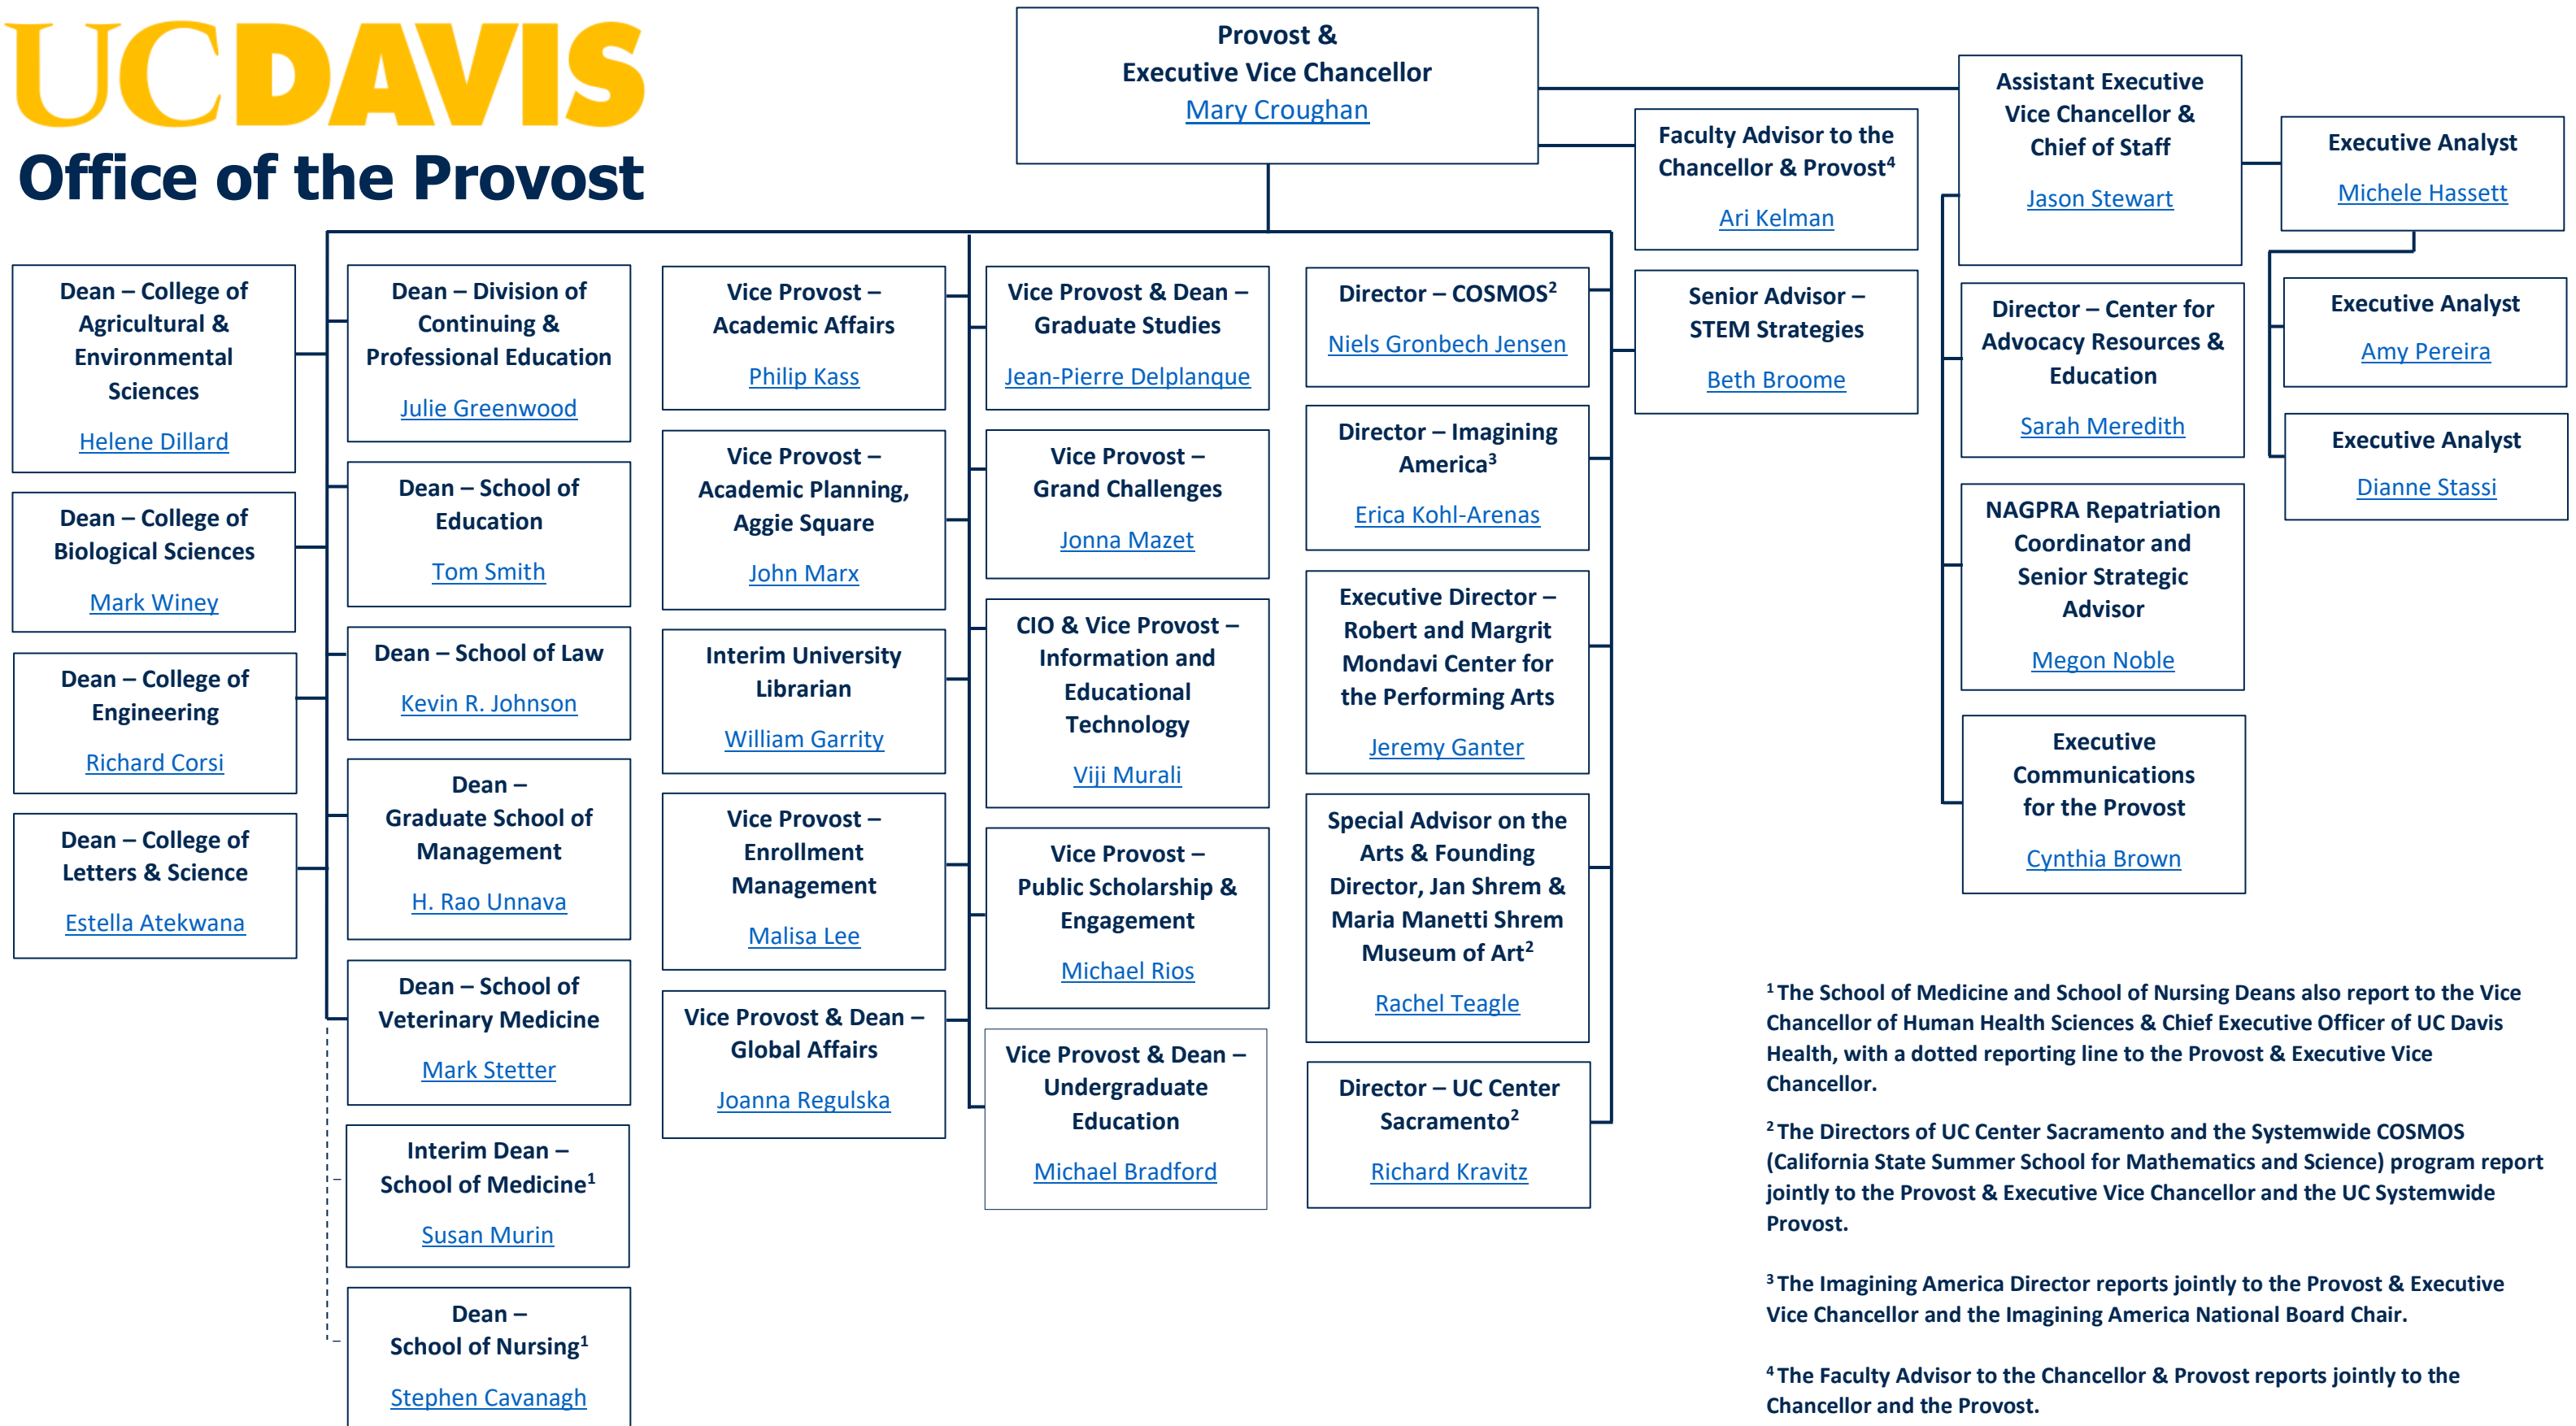 UCDAVIS
Office of the Provost
Provost &
Executive Vice Chancellor
Mary Croughan
Faculty Advisor to the
Chancellor & Provost⁴
Ari Kelman
Assistant Executive
Vice Chancellor &
Chief of Staff
Jason Stewart
Executive Analyst
Michele Hassett
Dean – College of
Agricultural &
Environmental
Sciences
Helene Dillard
Dean – College of
Biological Sciences
Mark Winey
Dean – College of
Engineering
Richard Corsi
Dean – College of
Letters & Science
Estella Atekwana
Dean – Division of
Continuing &
Professional Education
Julie Greenwood
Dean – School of
Education
Tom Smith
Dean – School of Law
Kevin R. Johnson
Dean –
Graduate School of
Management
H. Rao Unnava
Dean – School of
Veterinary Medicine
Mark Stetter
Interim Dean –
School of Medicine¹
Susan Murin
Dean –
School of Nursing¹
Stephen Cavanagh
Vice Provost –
Academic Affairs
Philip Kass
Vice Provost –
Academic Planning,
Aggie Square
John Marx
Interim University
Librarian
William Garrity
Vice Provost –
Enrollment
Management
Malisa Lee
Vice Provost & Dean –
Global Affairs
Joanna Regulska
Vice Provost & Dean –
Graduate Studies
Jean-Pierre Delplanque
Vice Provost –
Grand Challenges
Jonna Mazet
CIO & Vice Provost –
Information and
Educational
Technology
Viji Murali
Vice Provost –
Public Scholarship &
Engagement
Michael Rios
Vice Provost & Dean –
Undergraduate
Education
Michael Bradford
Director – COSMOS²
Niels Gronbech Jensen
Director – Imagining
America³
Erica Kohl-Arenas
Executive Director –
Robert and Margrit
Mondavi Center for
the Performing Arts
Jeremy Ganter
Special Advisor on the
Arts & Founding
Director, Jan Shrem &
Maria Manetti Shrem
Museum of Art²
Rachel Teagle
Director – UC Center
Sacramento²
Richard Kravitz
Senior Advisor –
STEM Strategies
Beth Broome
Director – Center for
Advocacy Resources &
Education
Sarah Meredith
NAGPRA Repatriation
Coordinator and
Senior Strategic
Advisor
Megon Noble
Executive
Communications
for the Provost
Cynthia Brown
Executive Analyst
Amy Pereira
Executive Analyst
Dianne Stassi
¹ The School of Medicine and School of Nursing Deans also report to the Vice
Chancellor of Human Health Sciences & Chief Executive Officer of UC Davis
Health, with a dotted reporting line to the Provost & Executive Vice
Chancellor.
² The Directors of UC Center Sacramento and the Systemwide COSMOS
(California State Summer School for Mathematics and Science) program report
jointly to the Provost & Executive Vice Chancellor and the UC Systemwide
Provost.
³ The Imagining America Director reports jointly to the Provost & Executive
Vice Chancellor and the Imagining America National Board Chair.
⁴ The Faculty Advisor to the Chancellor & Provost reports jointly to the
Chancellor and the Provost.